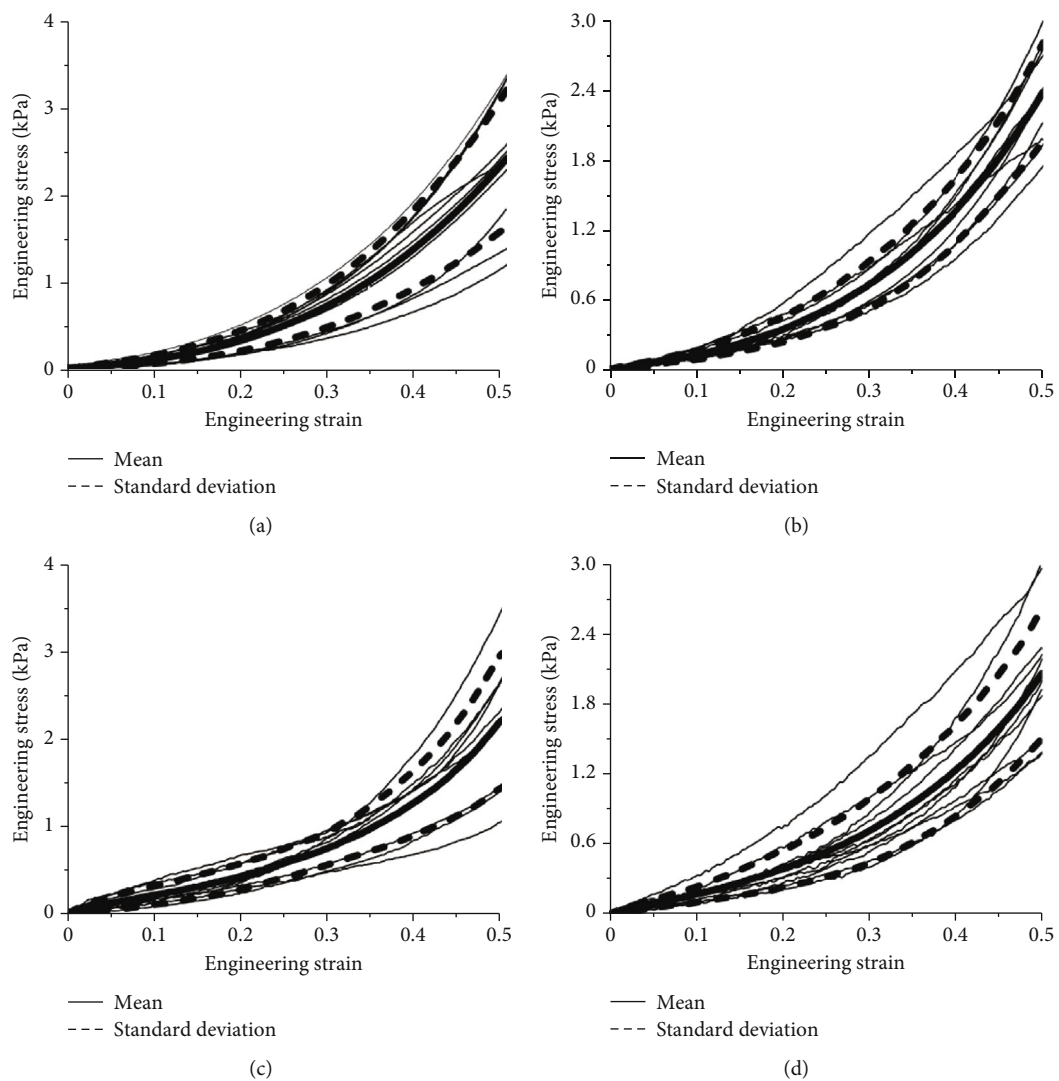 4
3
2
1
0
Engineering stress (kPa)
0 0.1 0.2 0.3 0.4 0.5
Engineering strain
Mean
Standard deviation
(a)
3.0
2.4
1.8
1.2
0.6
0
Engineering stress (kPa)
0 0.1 0.2 0.3 0.4 0.5
Engineering strain
Mean
Standard deviation
(b)
4
3
2
1
0
Engineering stress (kPa)
0 0.1 0.2 0.3 0.4 0.5
Engineering strain
Mean
Standard deviation
(c)
3.0
2.4
1.8
1.2
0.6
0
Engineering stress (kPa)
0 0.1 0.2 0.3 0.4 0.5
Engineering strain
Mean
Standard deviation
(d)